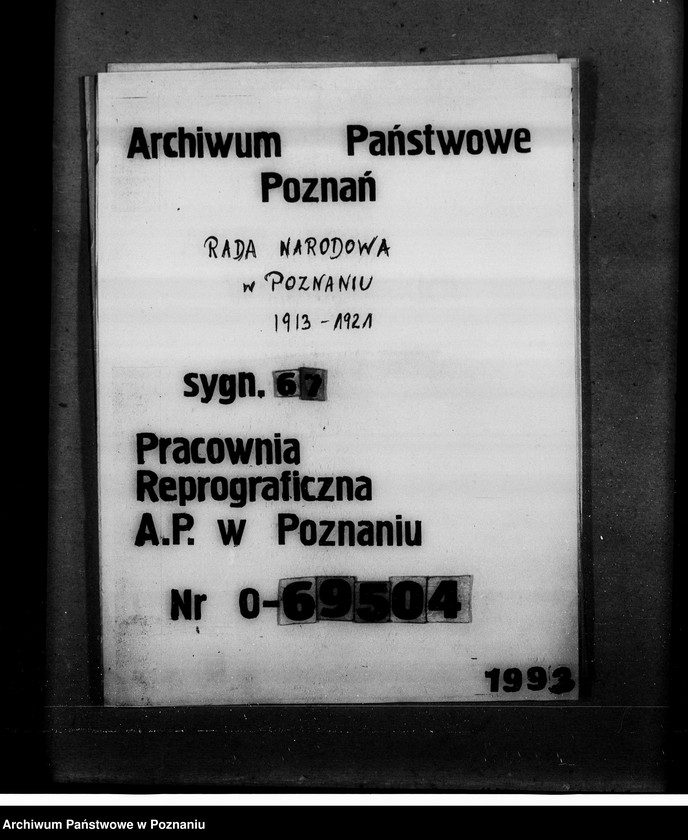 Archiwum Państwowe
Poznań
RADA NARODOWA
w POZNANIU
1913-1921
sygn. 67
Pracownia
Reprograficzna
A.P. w Poznaniu
Nr 0-69504
1993
Archiwum Państwowe w Poznaniu